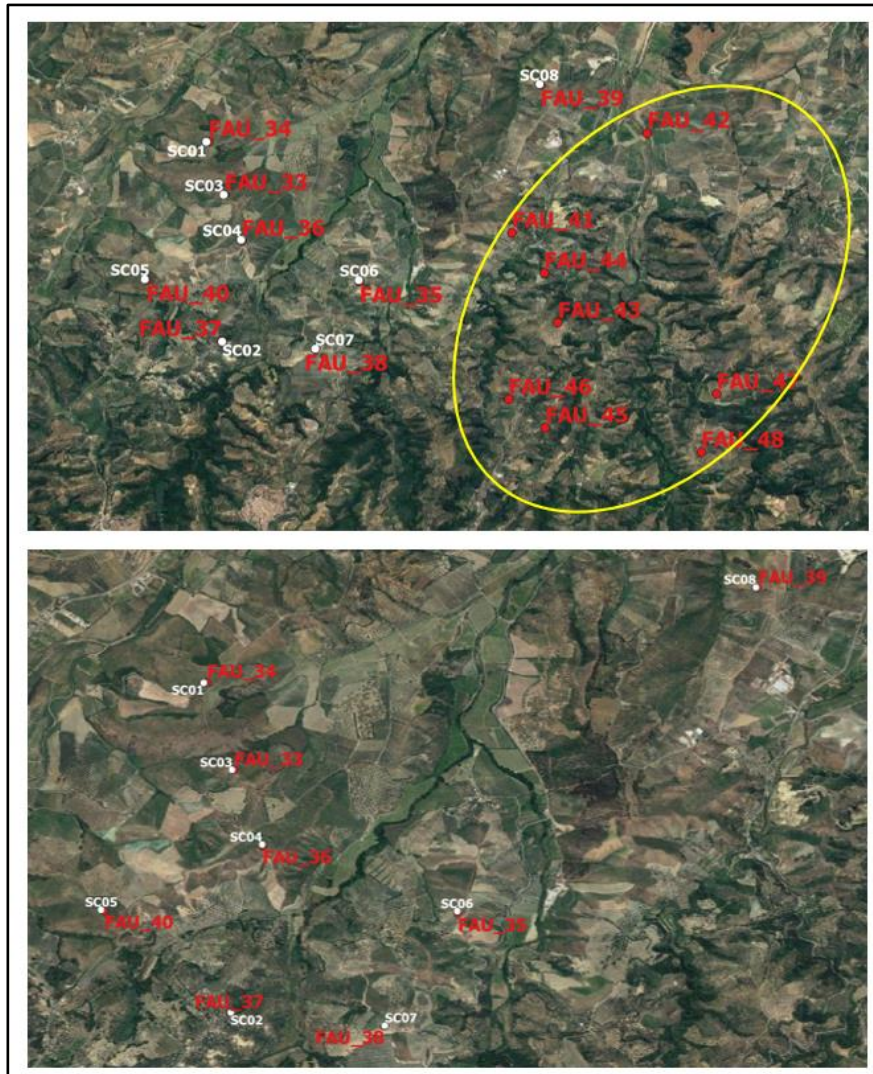 SC08
FAU_39
FAU_42
FAU_34
SC01
SC03
FAU_33
FAU_41
SC04
FAU_36
FAU_44
SC05
SC06
FAU_40
FAU_35
FAU_43
FAU_37
SC02
SC07
FAU_38
FAU_46
FAU_47
FAU_45
FAU_48
SC08
FAU_39
FAU_34
SC01
SC03
FAU_33
SC04
FAU_36
SC05
FAU_40
SC06
FAU_35
FAU_37
SC02
SC07
FAU_38